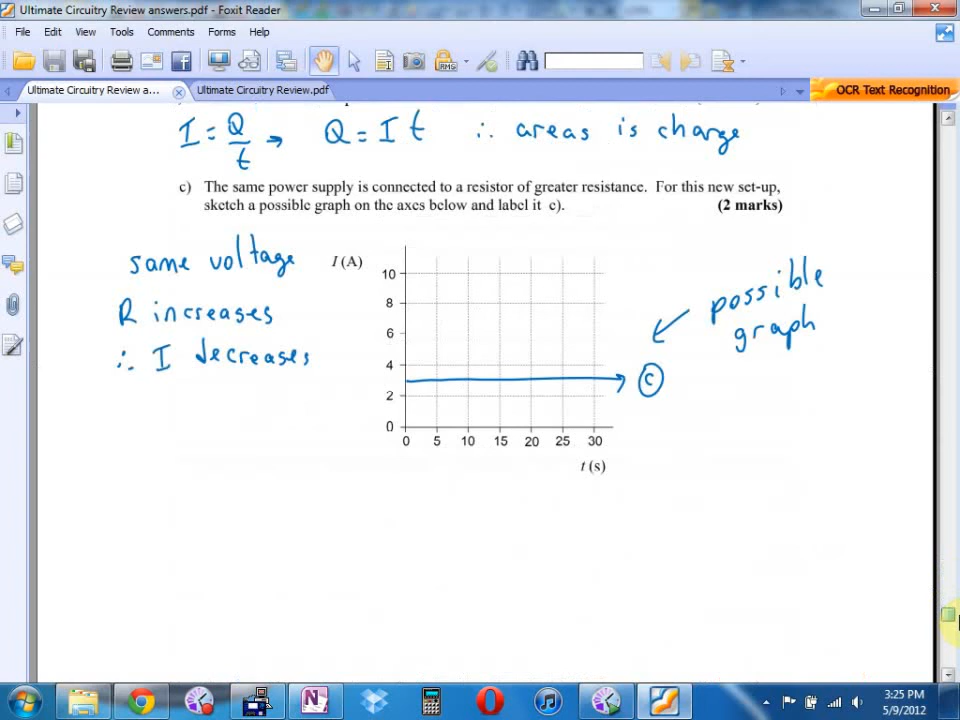 Ultimate Circuitry Review answers.pdf - Foxit Reader
File Edit View Tools Comments Forms Help
Ultimate Circuitry Review a... Ultimate Circuitry Review.pdf OCR Text Recognition
I = Q/t → Q = I t ∴ areas is charge
c) The same power supply is connected to a resistor of greater resistance. For this new set-up,
sketch a possible graph on the axes below and label it c). (2 marks)
same voltage
R increases
∴ I decreases
I (A)
10
8
6
4
2
0
0 5 10 15 20 25 30
t (s)
possible
graph
c
3:25 PM
5/9/2012